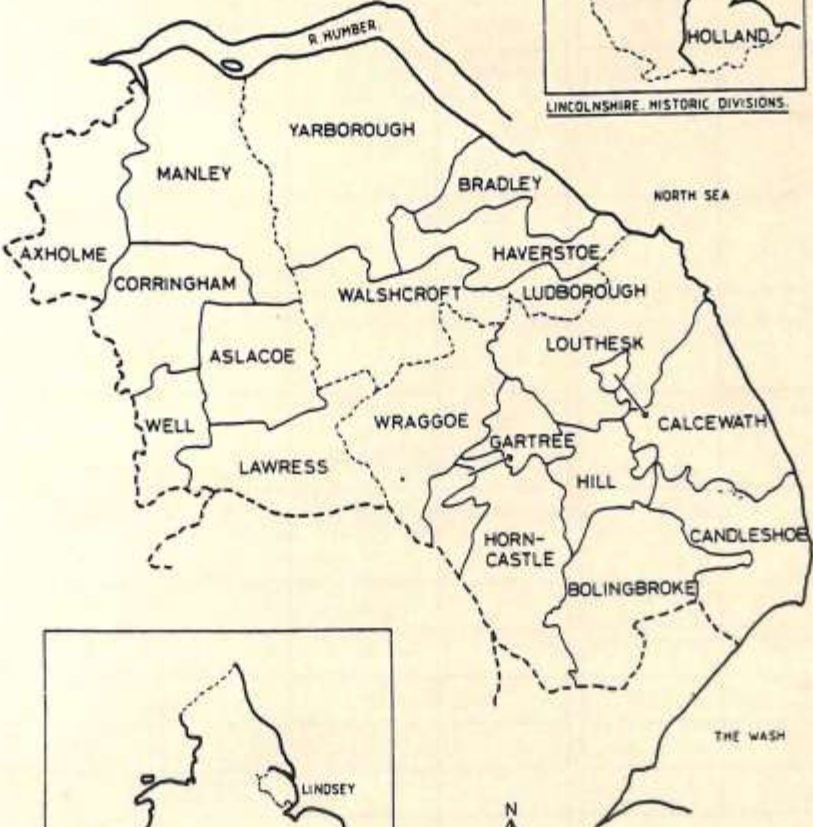 R. HUMBER.
HOLLAND
LINCOLNSHIRE. HISTORIC DIVISIONS.
YARBOROUGH
MANLEY
BRADLEY
NORTH SEA
AXHOLME
HAVERSTOE
CORRINGHAM
WALSHCROFT
LUDBOROUGH
ASLACOE
LOUTHESK
WELL
WRAGGOE
CALCEWATH
GARTREE
LAWRESS
HILL
HORN-
CASTLE
CANDLESHOE
BOLINGBROKE
THE WASH
LINDSEY
N